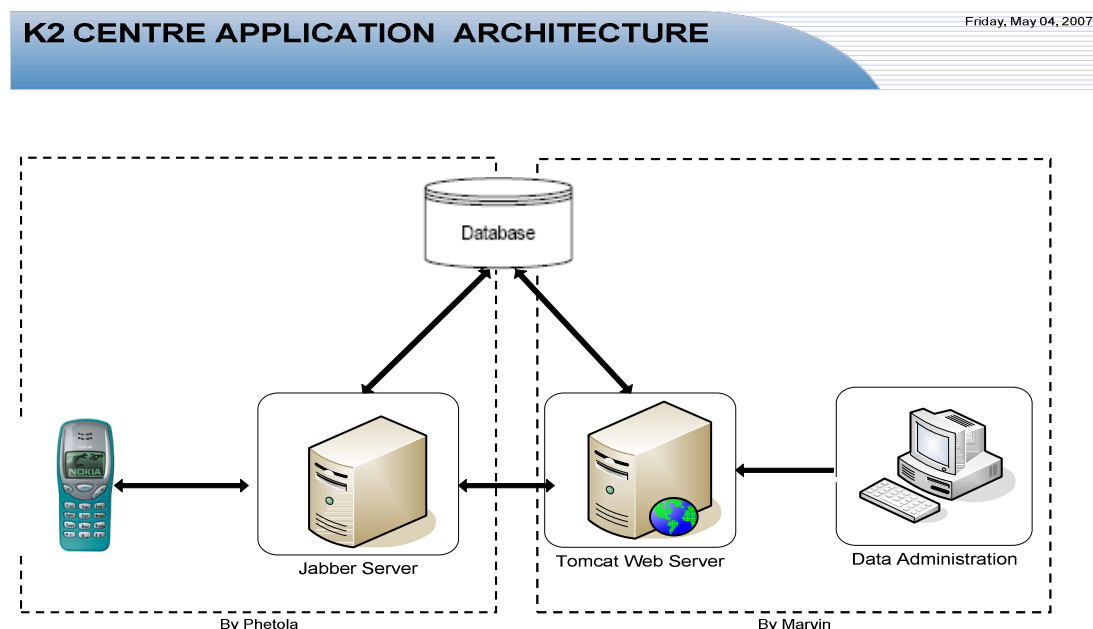 K2 CENTRE APPLICATION ARCHITECTURE
Friday, May 04, 2007
Database
NOKIA
Jabber Server
Tomcat Web Server
Data Administration
By Phetola
By Marvin